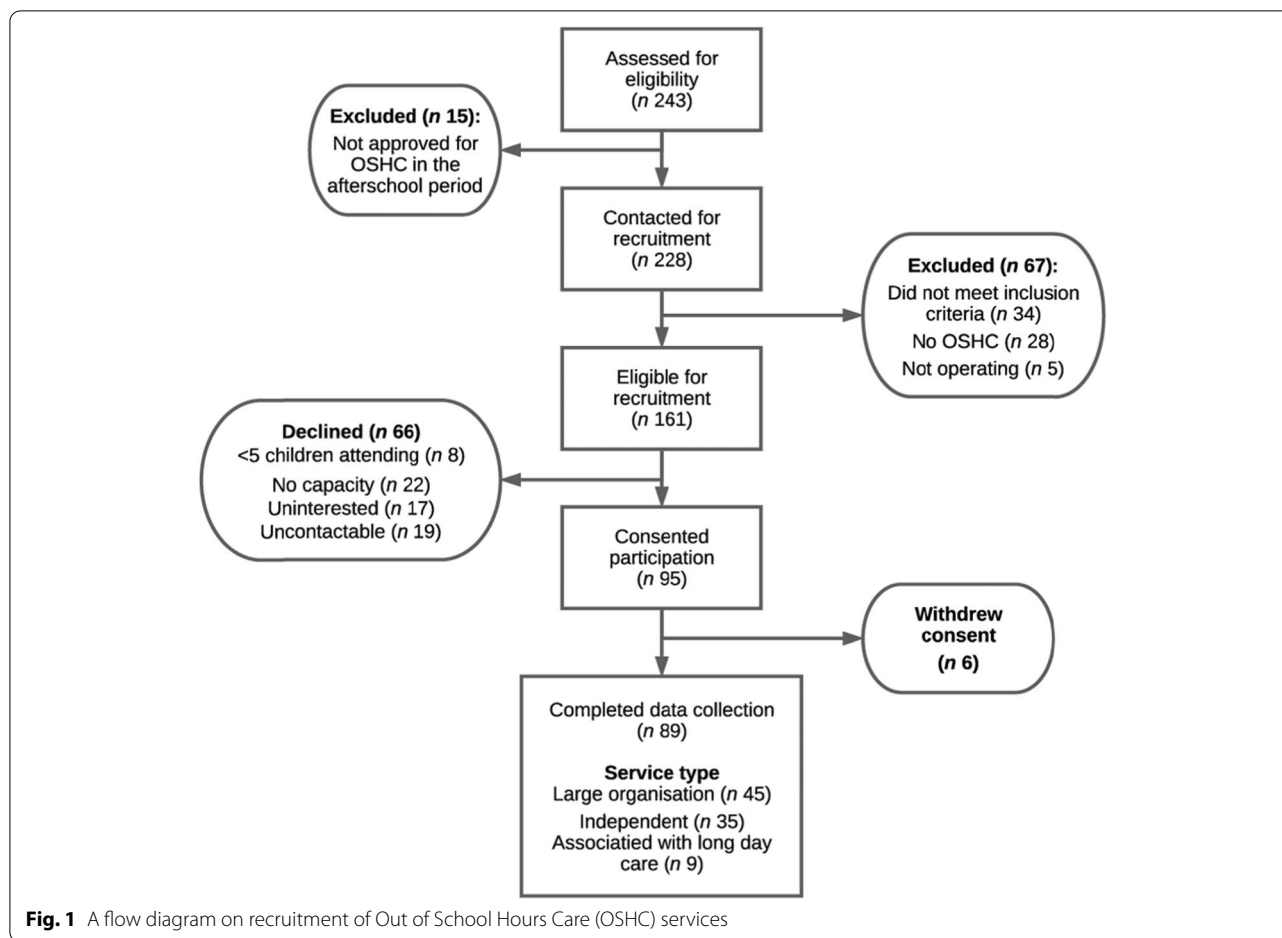 Assessed for
eligibility
(n 243)
Excluded (n 15):
Not approved for
OSHC in the
afterschool period
Contacted for
recruitment
(n 228)
Excluded (n 67):
Did not meet inclusion
criteria (n 34)
No OSHC (n 28)
Not operating (n 5)
Eligible for
recruitment
(n 161)
Declined (n 66)
<5 children attending (n 8)
No capacity (n 22)
Uninterested (n 17)
Uncontactable (n 19)
Consented
participation
(n 95)
Withdrew
consent
(n 6)
Completed data collection
(n 89)
Service type
Large organisation (n 45)
Independent (n 35)
Associatied with long day
care (n 9)
Fig. 1 A flow diagram on recruitment of Out of School Hours Care (OSHC) services